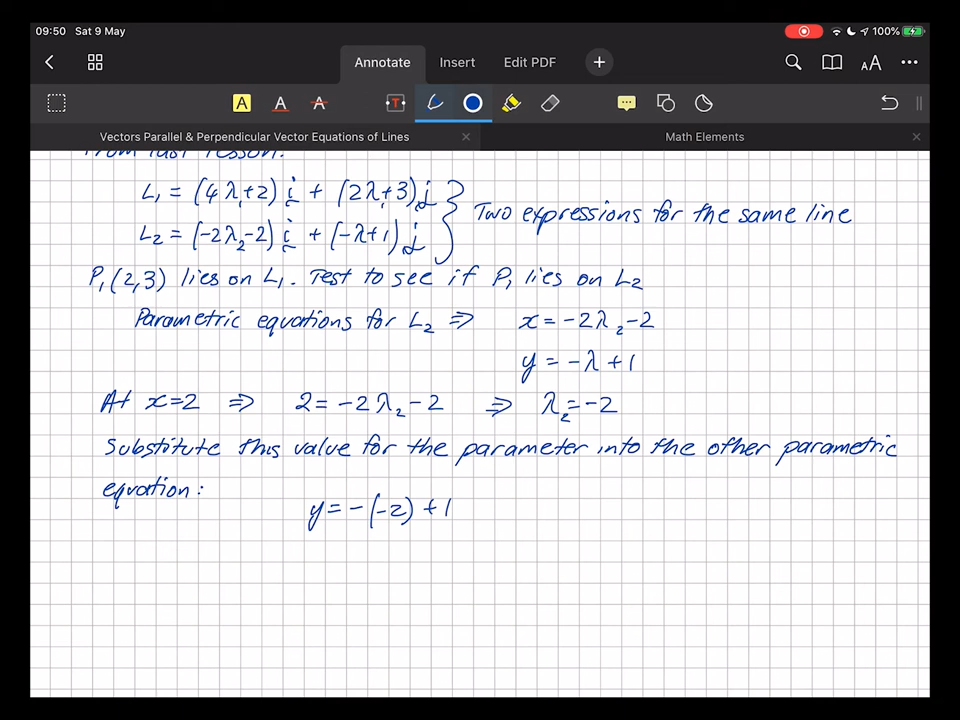 09:50 Sat 9 May 100%
Annotate Insert Edit PDF
Vectors Parallel & Perpendicular Vector Equations of Lines Math Elements
From last lesson:
L₁ = (4λ₁+2) i + (2λ₁+3) j
L₂ = (-2λ₂-2) i + (-λ+1) j } Two expressions for the same line
P₁(2,3) lies on L₁. Test to see if P₁ lies on L₂
Parametric equations for L₂ ⇒ x = -2λ₂-2
y = -λ+1
At x=2 ⇒ 2 = -2λ₂-2 ⇒ λ₂=-2
Substitute this value for the parameter into the other parametric
equation:
y = -(-2) +1